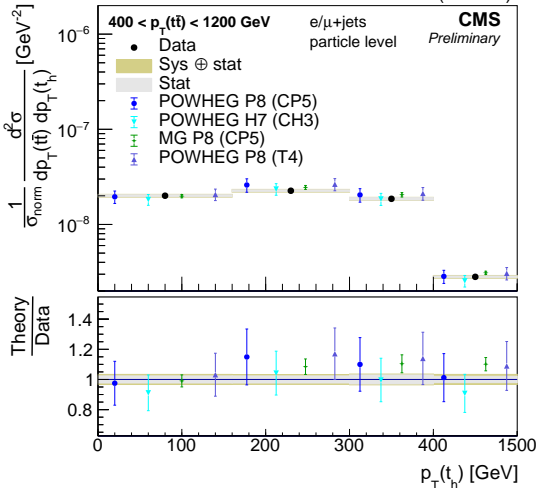 400 < p_T(tt̄) < 1200 GeV
e/μ+jets
CMS
particle level
Preliminary
Data
Sys ⊕ stat
Stat
POWHEG P8 (CP5)
POWHEG H7 (CH3)
MG P8 (CP5)
POWHEG P8 (T4)
1/σ_norm d²σ/dp_T(tt̄) dp_T(t_h) [GeV⁻²]
10⁻⁶
10⁻⁷
10⁻⁸
Theory/Data
1.4
1.2
1
0.8
0 100 200 300 400 1500
p_T(t_h) [GeV]